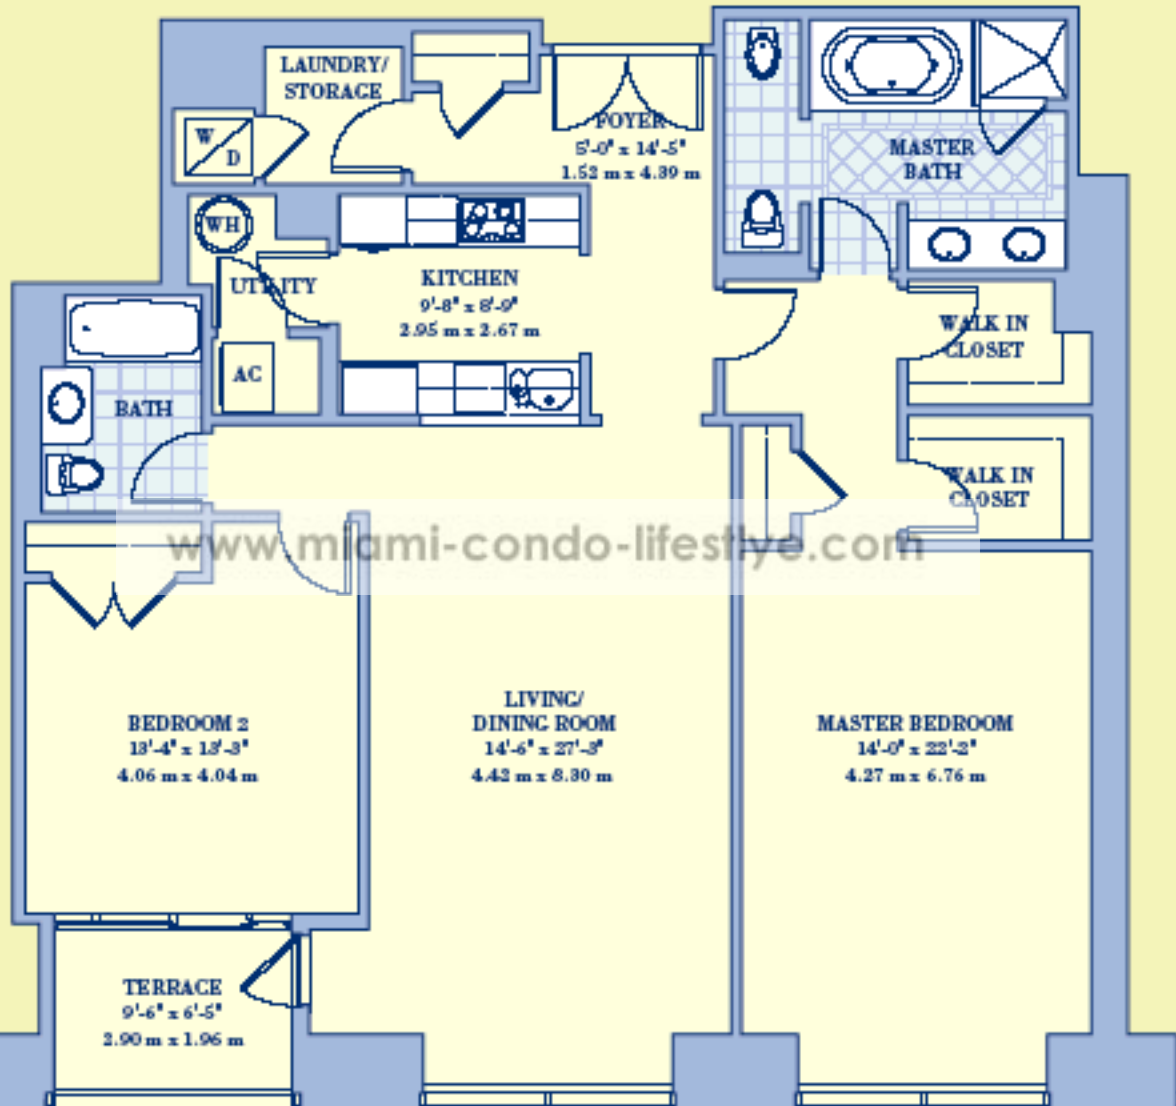 LAUNDRY/
STORAGE
W
D
FOYER
5'-0" x 14'-5"
1.52 m x 4.39 m
MASTER
BATH
WH
UTILITY
KITCHEN
9'-8" x 8'-9"
2.95 m x 2.67 m
AC
BATH
WALK IN
CLOSET
WALK IN
CLOSET
www.miami-condo-lifestlye.com
BEDROOM 2
13'-4" x 13'-3"
4.06 m x 4.04 m
LIVING/
DINING ROOM
14'-6" x 27'-3"
4.42 m x 8.30 m
MASTER BEDROOM
14'-0" x 22'-2"
4.27 m x 6.76 m
TERRACE
9'-6" x 6'-5"
2.90 m x 1.96 m